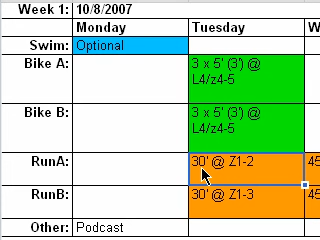 Week 1: 10/8/2007
Monday Tuesday W
Swim: Optional
Bike A: 3 x 5' (3') @
L4/z4-5
Bike B: 3 x 5' (3') @
L4/z4-5
RunA: 30' @ Z1-2 45
RunB: 30' @ Z1-3 45
Other: Podcast